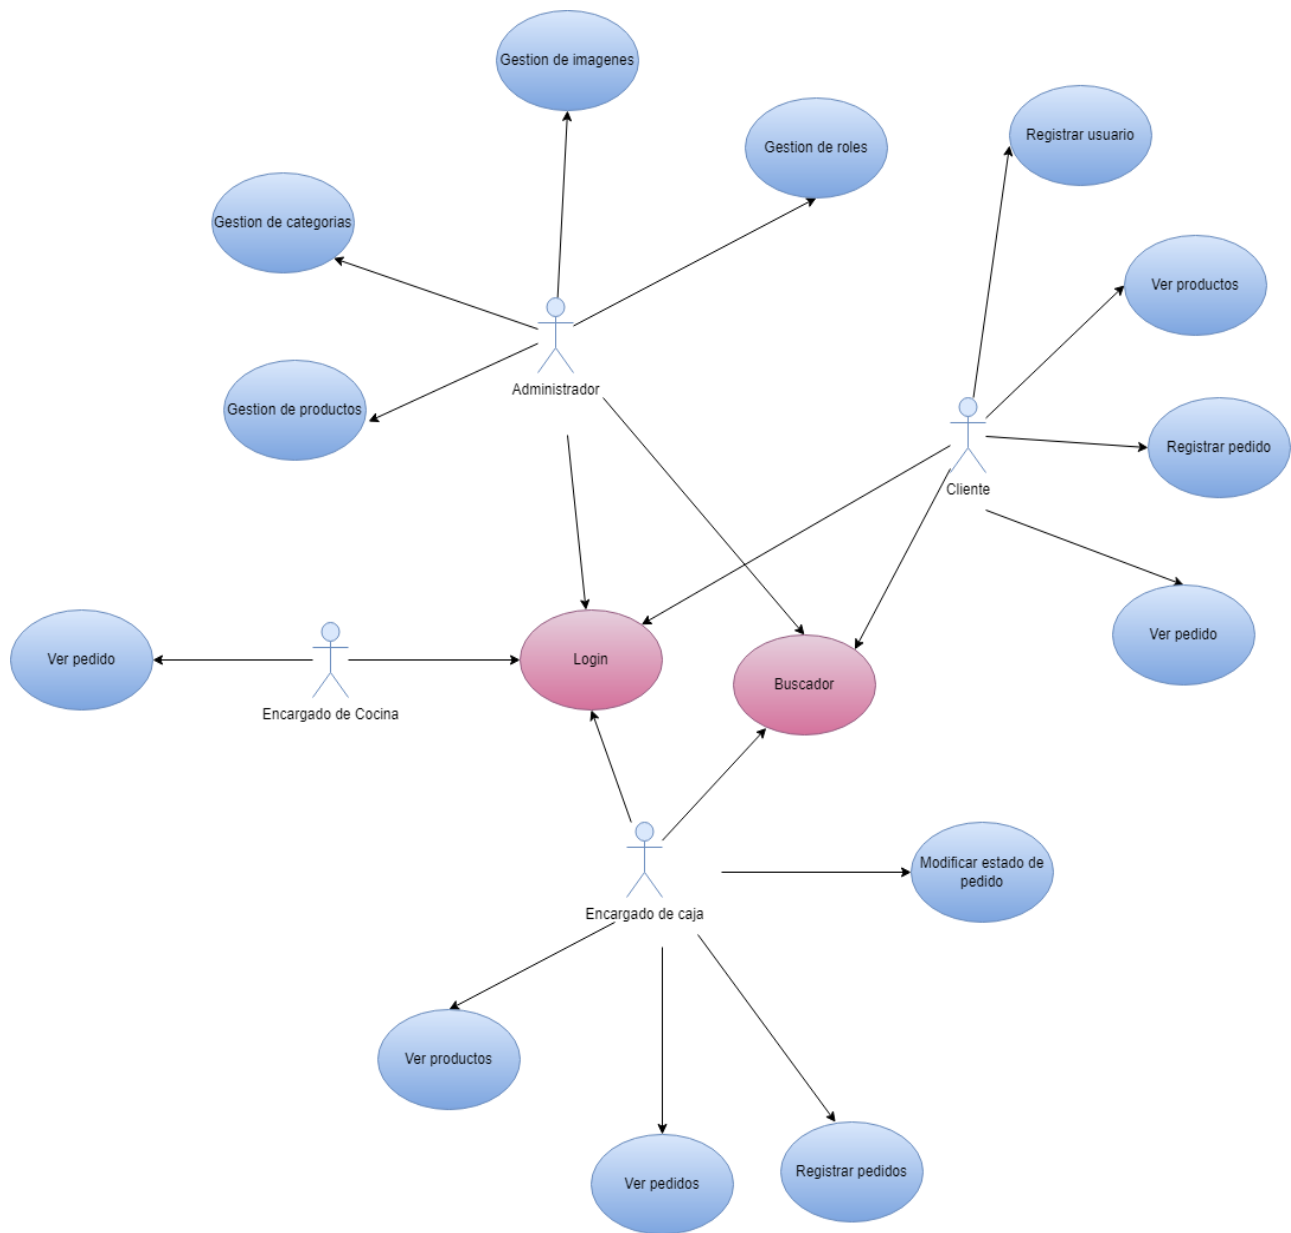 Gestion de imagenes
Gestion de roles
Registrar usuario
Gestion de categorias
Ver productos
Gestion de productos
Administrador
Registrar pedido
Cliente
Ver pedido
Ver pedido
Login
Buscador
Encargado de Cocina
Modificar estado de
pedido
Encargado de caja
Ver productos
Ver pedidos
Registrar pedidos